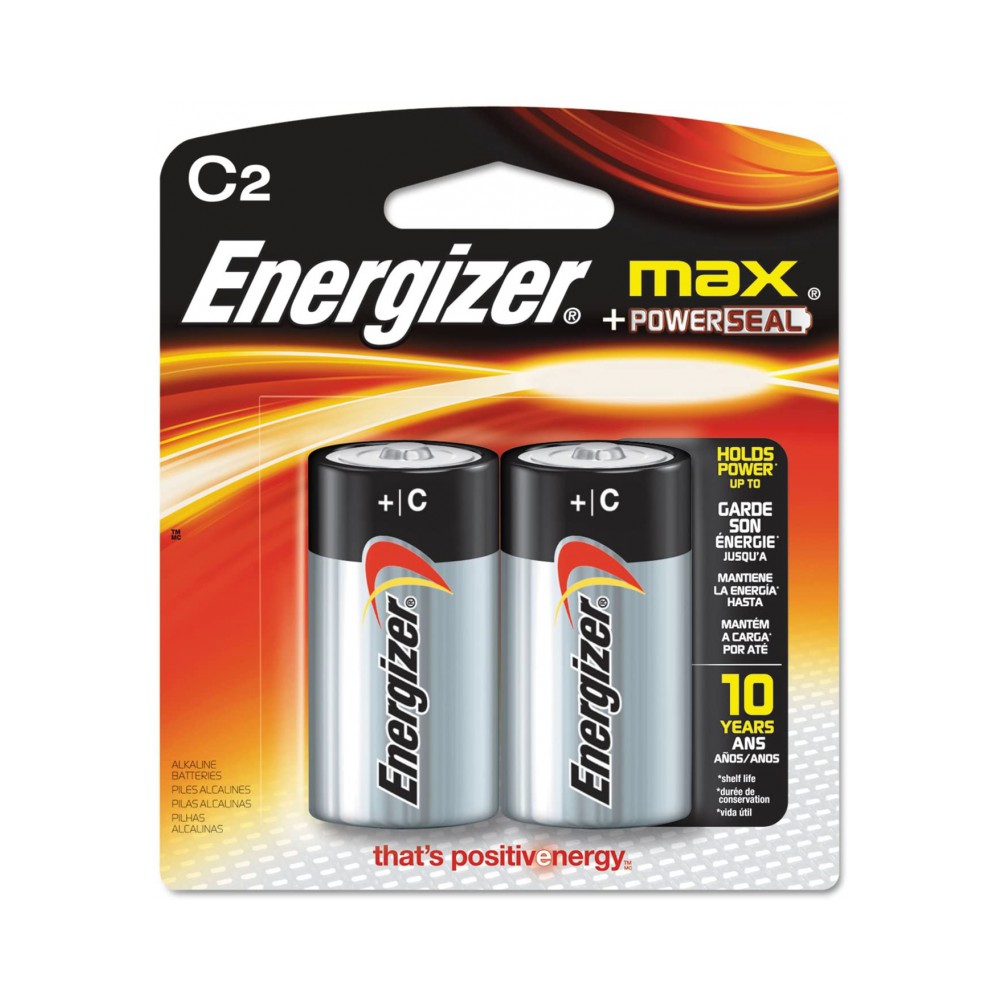 C2
Energizer®
max®
+POWERSEAL
HOLDS
POWER*
UP TO
GARDE
SON
ÉNERGIE*
JUSQU'A
MANTIENE
LA ENERGÍA*
HASTA
MANTÉM
A CARGA*
POR ATÉ
10
YEARS
ANS
AÑOS/ANOS
*shelf life
*durée de
conservation
*vida útil
+|C
Energizer®
+|C
Energizer®
TM
MC
ALKALINE
BATTERIES
PILES ALCALINES
PILAS ALCALINAS
PILHAS
ALCALINAS
that's positivenergy™
MC